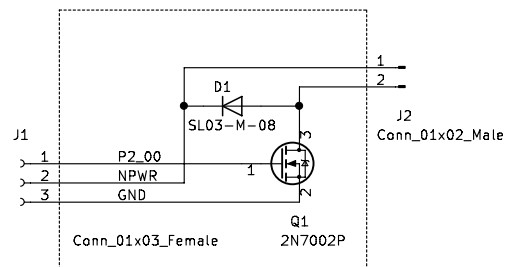 1
2
D1
SL03-M-08
J2
Conn_01x02_Male
J1
3
1 P2_00
1
2 NPWR
3 GND
2
Q1
Conn_01x03_Female
2N7002P